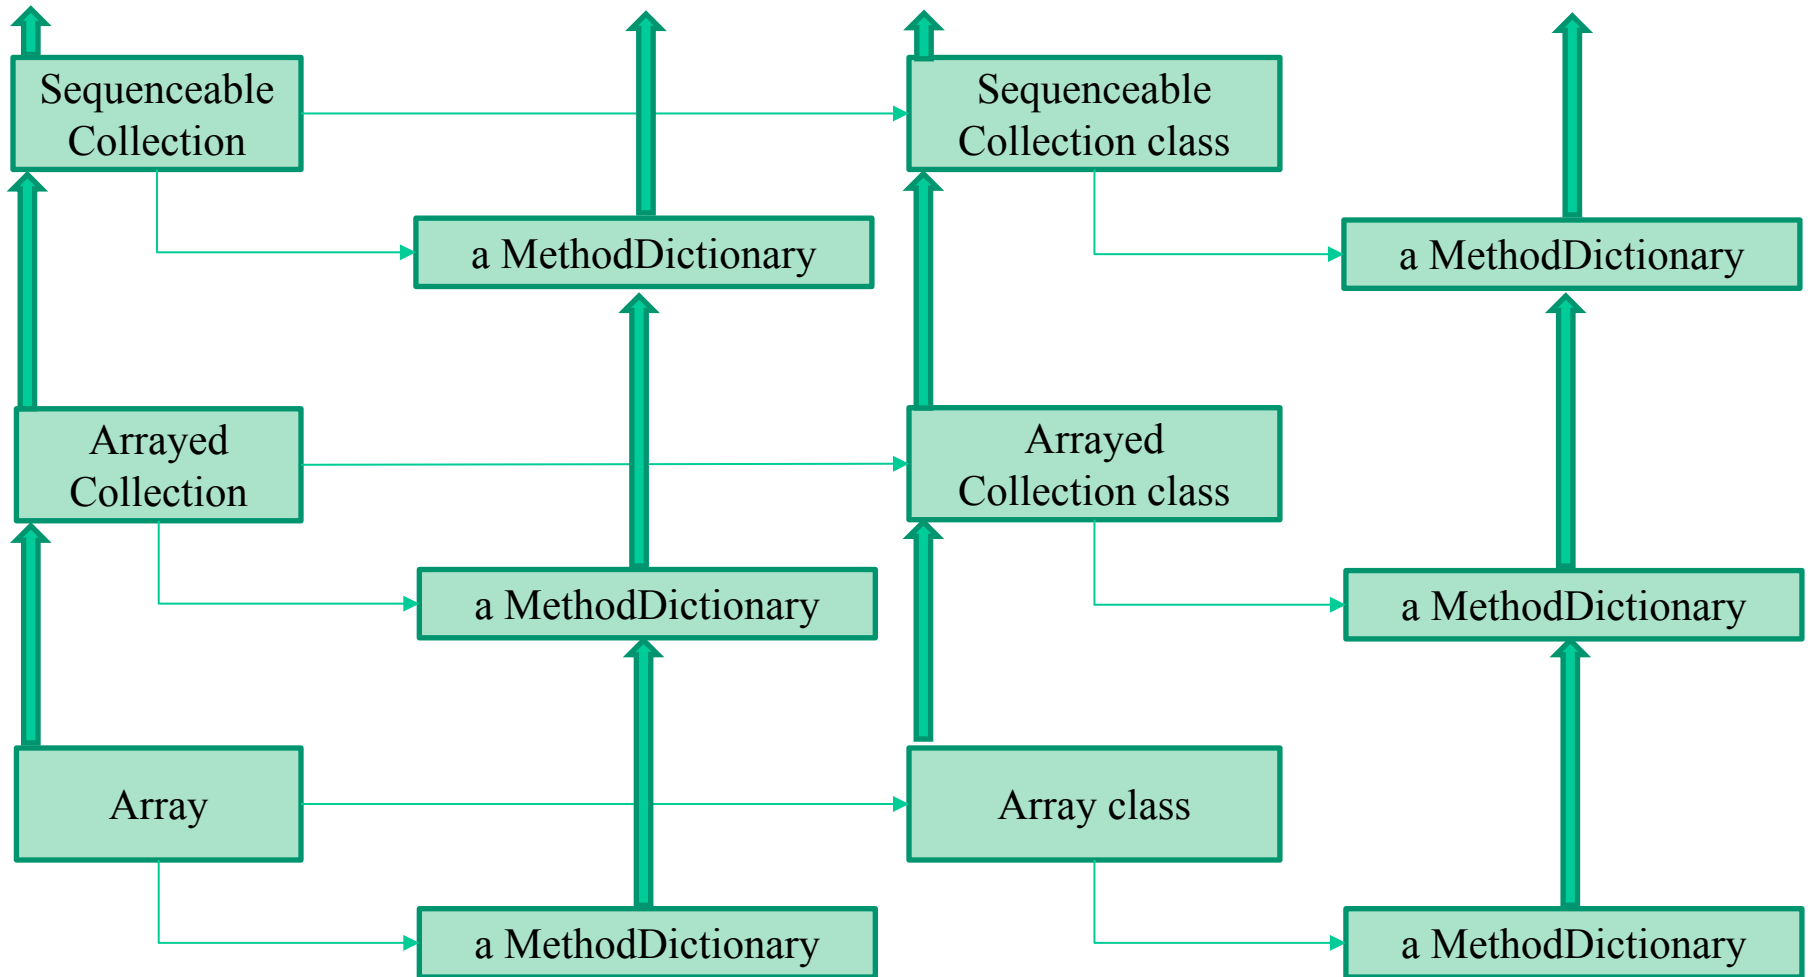 Sequenceable
Collection
Sequenceable
Collection class
a MethodDictionary
a MethodDictionary
Arrayed
Collection
Arrayed
Collection class
a MethodDictionary
a MethodDictionary
Array
Array class
a MethodDictionary
a MethodDictionary